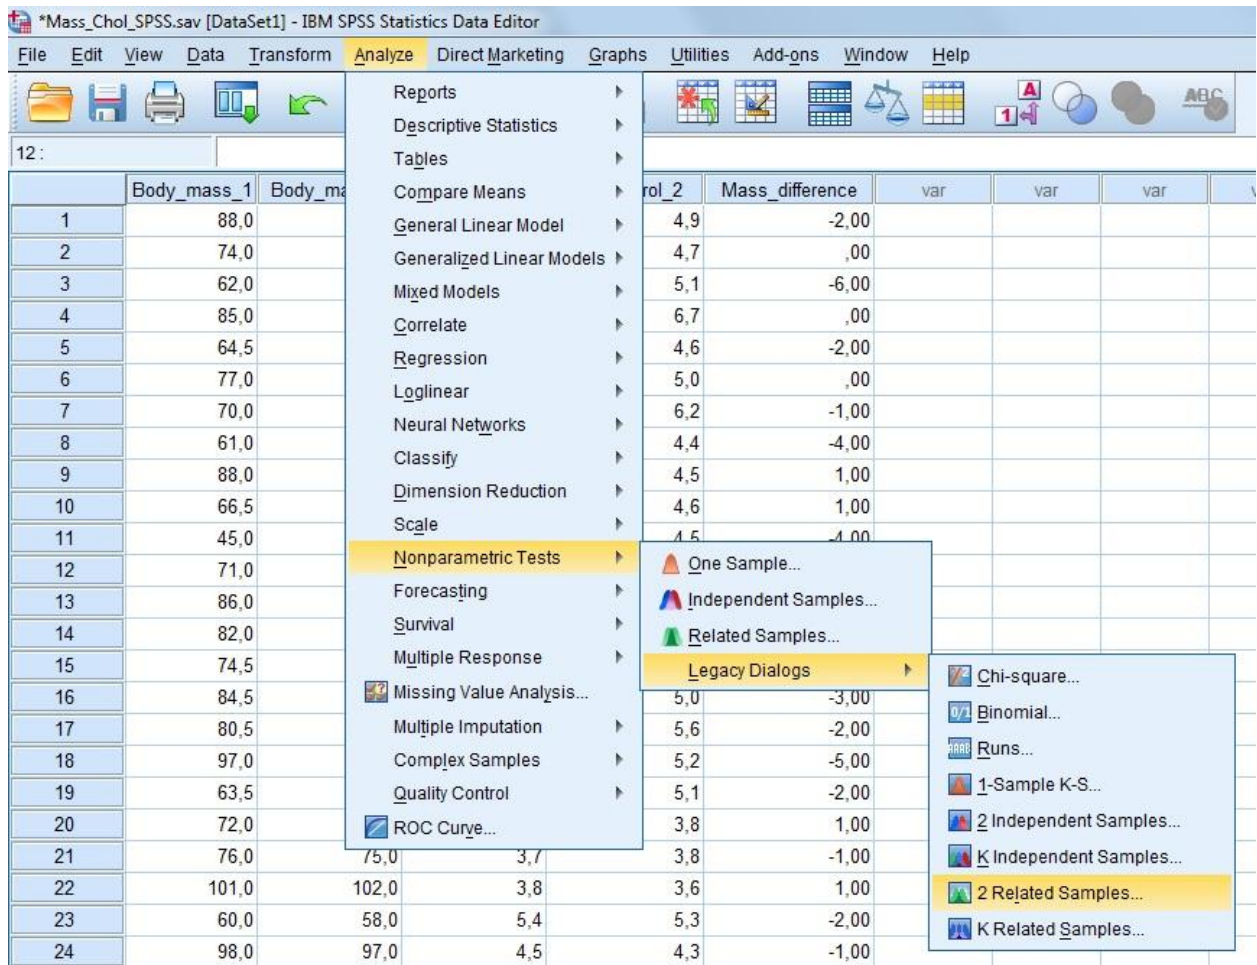 *Mass_Chol_SPSS.sav [DataSet1] - IBM SPSS Statistics Data Editor
File Edit View Data Transform Analyze Direct Marketing Graphs Utilities Add-ons Window Help
A
1
ABC
12 :
Body_mass_1 Body_ma rol_2 Mass_difference var var var
1 88,0 4,9 -2,00
2 74,0 4,7 ,00
3 62,0 5,1 -6,00
4 85,0 6,7 ,00
5 64,5 4,6 -2,00
6 77,0 5,0 ,00
7 70,0 6,2 -1,00
8 61,0 4,4 -4,00
9 88,0 4,5 1,00
10 66,5 4,6 1,00
11 45,0 4,5 -4,00
12 71,0
13 86,0
14 82,0
15 74,5
16 84,5 5,0 -3,00
17 80,5 5,6 -2,00
18 97,0 5,2 -5,00
19 63,5 5,1 -2,00
20 72,0 3,8 1,00
21 76,0 75,0 3,7 3,8 -1,00
22 101,0 102,0 3,8 3,6 1,00
23 60,0 58,0 5,4 5,3 -2,00
24 98,0 97,0 4,5 4,3 -1,00
Reports
Descriptive Statistics
Tables
Compare Means
General Linear Model
Generalized Linear Models
Mixed Models
Correlate
Regression
Loglinear
Neural Networks
Classify
Dimension Reduction
Scale
Nonparametric Tests
Forecasting
Survival
Multiple Response
Missing Value Analysis...
Multiple Imputation
Complex Samples
Quality Control
ROC Curve...
One Sample...
Independent Samples...
Related Samples...
Legacy Dialogs
Chi-square...
0/1 Binomial...
Runs...
1-Sample K-S...
2 Independent Samples...
K Independent Samples...
2 Related Samples...
K Related Samples...